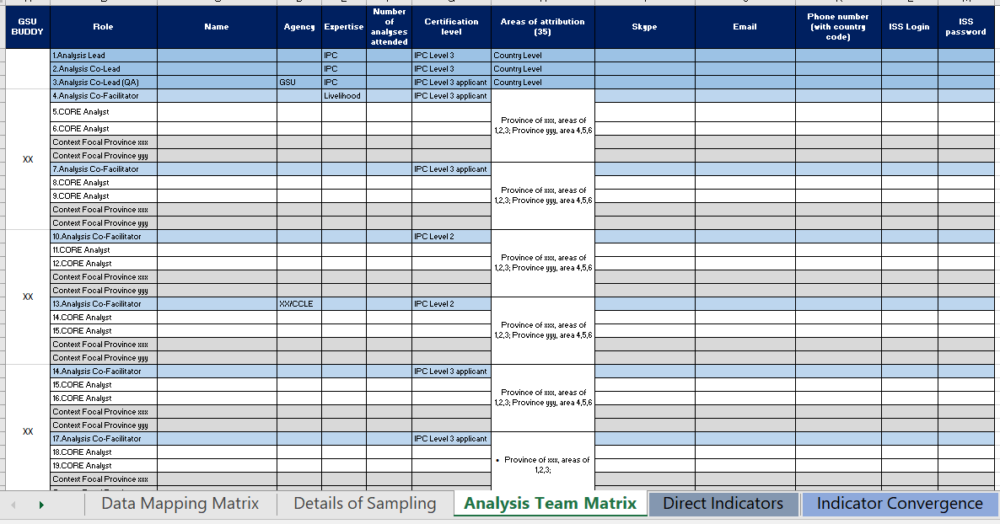 GSU BUDDY Role Name Agency Expertise Number of analyses attended Certification level Areas of attribution (35) Skype Email Phone number (with country code) ISS Login ISS password
1.Analysis Lead IPC IPC Level 3 Country Level
2.Analysis Co-Lead IPC IPC Level 3 Country Level
3.Analysis Co-Lead (QA) GSU IPC IPC Level 3 applicant Country Level
XX
4.Analysis Co-Facilitator Livelihood IPC Level 3 applicant
Province of xxx, areas of
1,2,3; Province yyy, area 4,5,6
5.CORE Analyst
6.CORE Analyst
Context Focal Province xxx
Context Focal Province yyy
7.Analysis Co-Facilitator IPC Level 3 applicant
Province of xxx, areas of
1,2,3; Province yyy, area 4,5,6
8.CORE Analyst
9.CORE Analyst
Context Focal Province xxx
Context Focal Province yyy
XX
10.Analysis Co-Facilitator IPC Level 2
Province of xxx, areas of
1,2,3; Province yyy, area 4,5,6
11.CORE Analyst
12.CORE Analyst
Context Focal Province xxx
Context Focal Province yyy
13.Analysis Co-Facilitator XX/CCLE IPC Level 2
Province of xxx, areas of
1,2,3; Province yyy, area 4,5,6
14.CORE Analyst
15.CORE Analyst
Context Focal Province xxx
Context Focal Province yyy
XX
14.Analysis Co-Facilitator IPC Level 3 applicant
Province of xxx, areas of
1,2,3; Province yyy, area 4,5,6
15.CORE Analyst
16.CORE Analyst
Context Focal Province xxx
Context Focal Province yyy
17.Analysis Co-Facilitator IPC Level 3 applicant
• Province of xxx, areas of
1,2,3;
18.CORE Analyst
19.CORE Analyst
Context Focal Province xxx
Data Mapping Matrix Details of Sampling Analysis Team Matrix Direct Indicators Indicator Convergence